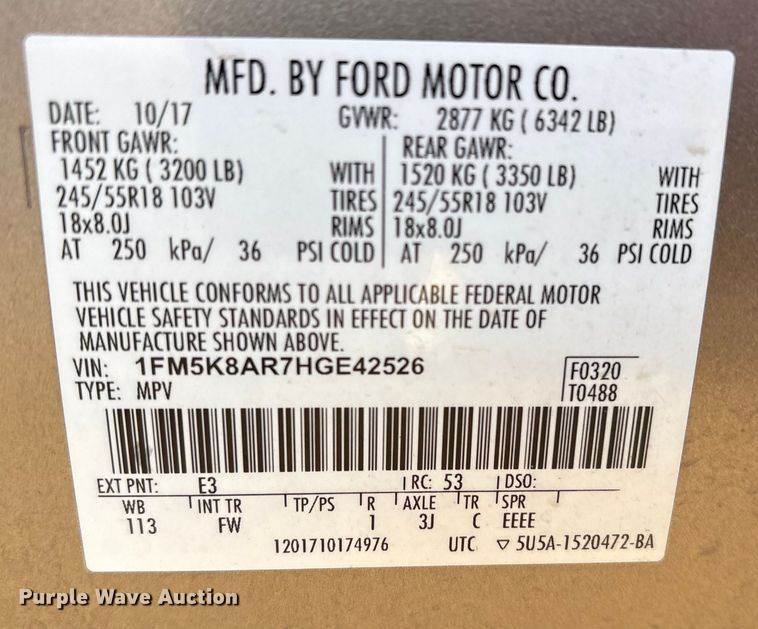 MFD. BY FORD MOTOR CO.
DATE: 10/17 GVWR: 2877 KG ( 6342 LB)
FRONT GAWR: REAR GAWR:
1452 KG ( 3200 LB) WITH 1520 KG ( 3350 LB) WITH
245/55R18 103V TIRES 245/55R18 103V TIRES
18x8.0J RIMS 18x8.0J RIMS
AT 250 kPa/ 36 PSI COLD AT 250 kPa/ 36 PSI COLD
THIS VEHICLE CONFORMS TO ALL APPLICABLE FEDERAL MOTOR
VEHICLE SAFETY STANDARDS IN EFFECT ON THE DATE OF
MANUFACTURE SHOWN ABOVE.
VIN: 1FM5K8AR7HGE42526 F0320
TYPE: MPV T0488
EXT PNT: E3 RC: 53 DSO:
WB INT TR TP/PS R AXLE TR SPR
113 FW 1 3J C EEEE
1201710174976 UTC ▽ 5U5A-1520472-BA
Purple Wave Auction